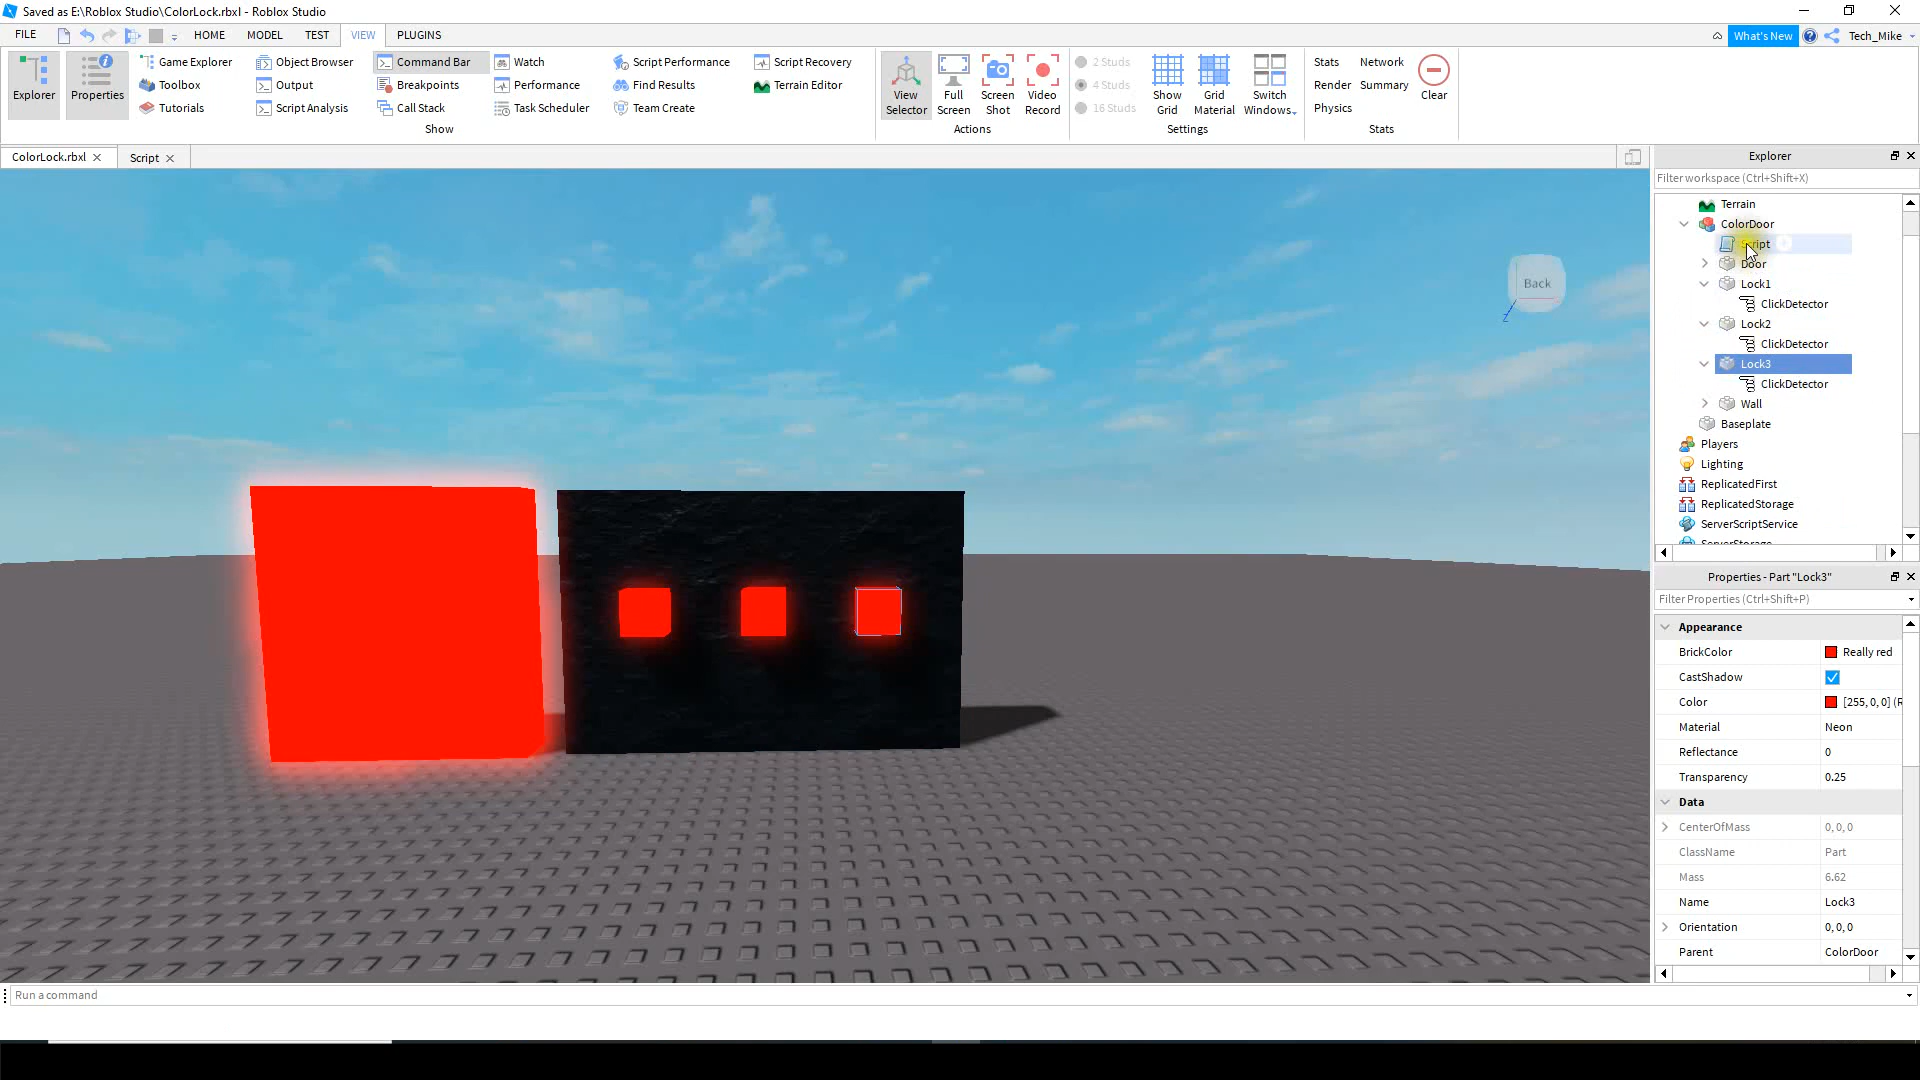 Saved as E:\Roblox Studio\ColorLock.rbxl - Roblox Studio
FILE
HOME
MODEL
TEST
VIEW
PLUGINS
What's New
Tech_Mike
Explorer
Properties
Game Explorer
Toolbox
Tutorials
Object Browser
Output
Script Analysis
Command Bar
Breakpoints
Call Stack
Watch
Performance
Task Scheduler
Script Performance
Find Results
Team Create
Script Recovery
Terrain Editor
Show
View
Selector
Full
Screen
Screen
Shot
Video
Record
Actions
2 Studs
4 Studs
16 Studs
Show
Grid
Grid
Material
Switch
Windows
Settings
Stats
Network
Render
Summary
Physics
Clear
Stats
ColorLock.rbxl
Script
Back
Explorer
Filter workspace (Ctrl+Shift+X)
Terrain
ColorDoor
Script
Door
Lock1
ClickDetector
Lock2
ClickDetector
Lock3
ClickDetector
Wall
Baseplate
Players
Lighting
ReplicatedFirst
ReplicatedStorage
ServerScriptService
ServerStorage
Properties - Part "Lock3"
Filter Properties (Ctrl+Shift+P)
Appearance
BrickColor Really red
CastShadow
Color [255, 0, 0] (R
Material Neon
Reflectance 0
Transparency 0.25
Data
CenterOfMass 0, 0, 0
ClassName Part
Mass 6.62
Name Lock3
Orientation 0, 0, 0
Parent ColorDoor
Run a command